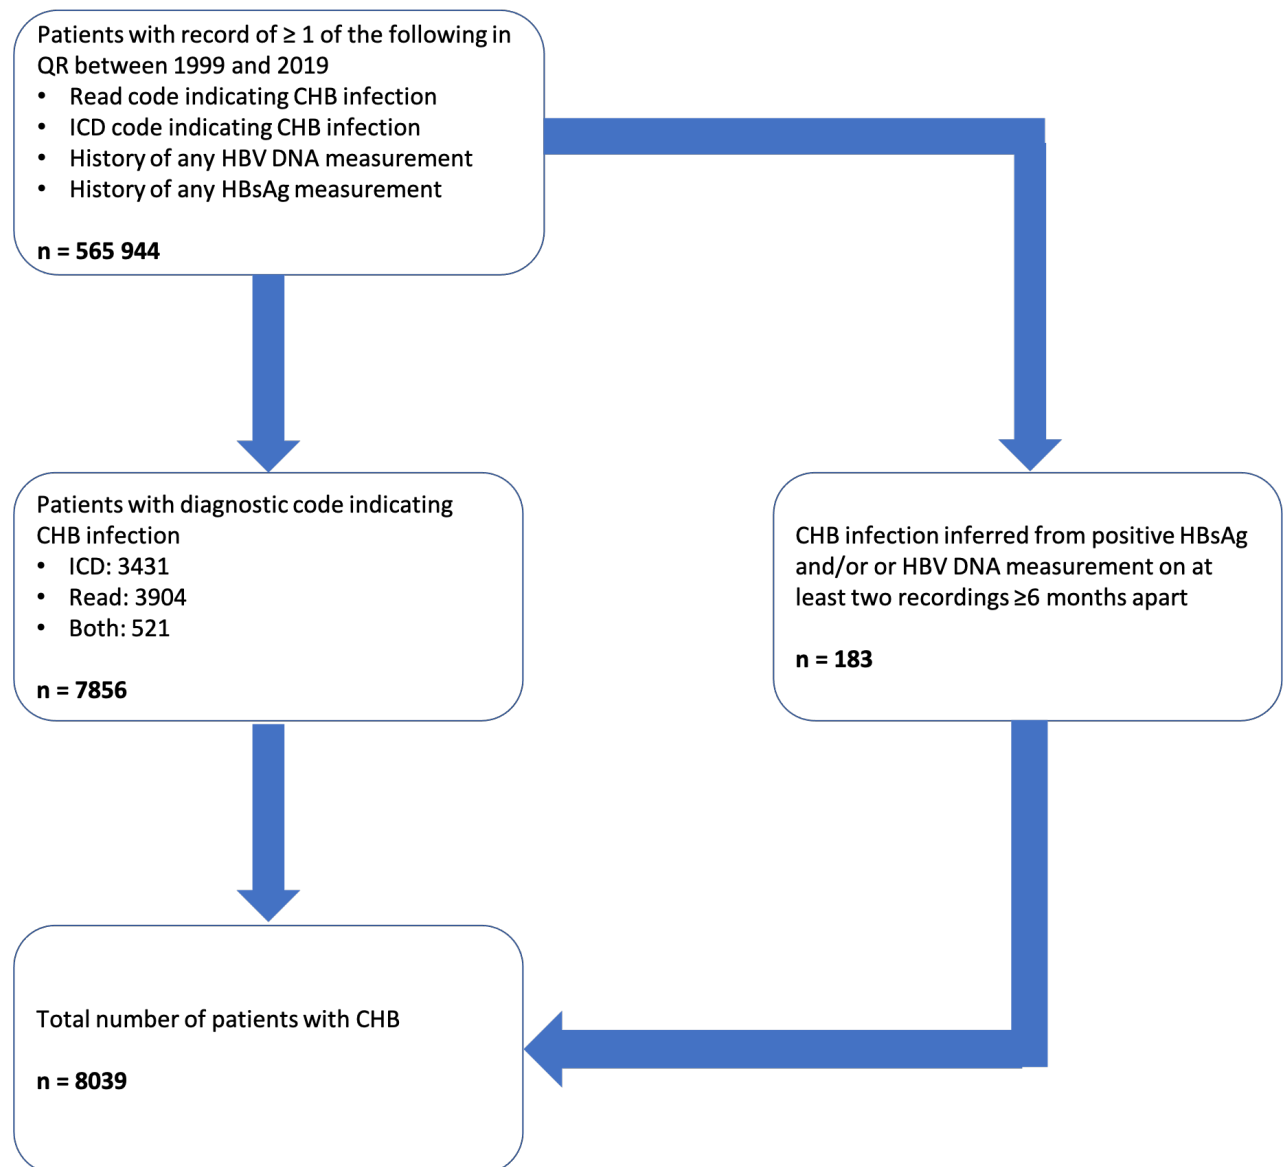 Patients with record of ≥ 1 of the following in
QR between 1999 and 2019
• Read code indicating CHB infection
• ICD code indicating CHB infection
• History of any HBV DNA measurement
• History of any HBsAg measurement
n = 565 944
Patients with diagnostic code indicating
CHB infection
• ICD: 3431
• Read: 3904
• Both: 521
n = 7856
CHB infection inferred from positive HBsAg
and/or or HBV DNA measurement on at
least two recordings ≥6 months apart
n = 183
Total number of patients with CHB
n = 8039